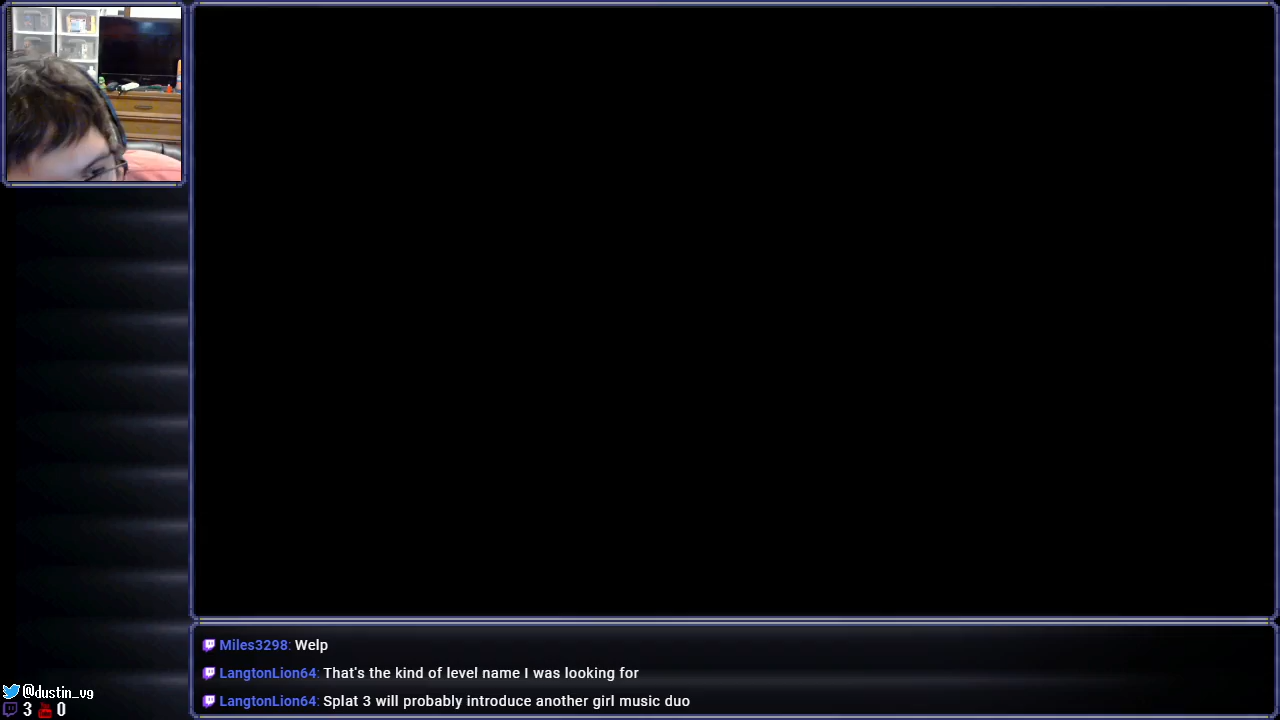 Miles3298: Welp
LangtonLion64: That's the kind of level name I was looking for
LangtonLion64: Splat 3 will probably introduce another girl music duo
@dustin_vg
3 0